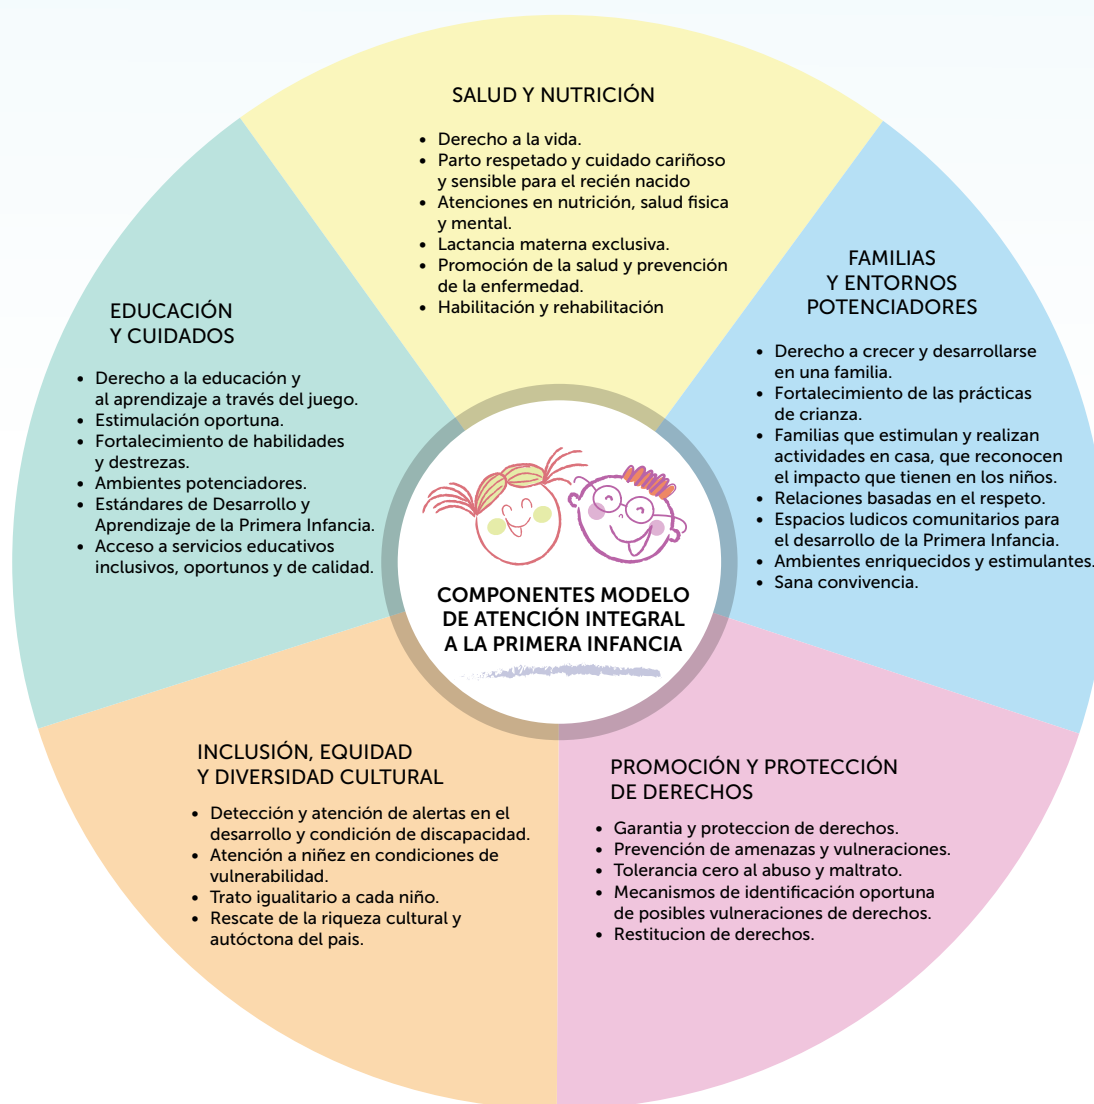 SALUD Y NUTRICIÓN
• Derecho a la vida.
• Parto respetado y cuidado cariñoso
y sensible para el recién nacido
• Atenciones en nutrición, salud fisica
y mental.
• Lactancia materna exclusiva.
• Promoción de la salud y prevención
de la enfermedad.
• Habilitación y rehabilitación
FAMILIAS
Y ENTORNOS
POTENCIADORES
• Derecho a crecer y desarrollarse
en una familia.
• Fortalecimiento de las prácticas
de crianza.
• Familias que estimulan y realizan
actividades en casa, que reconocen
el impacto que tienen en los niños.
• Relaciones basadas en el respeto.
• Espacios ludicos comunitarios para
el desarrollo de la Primera Infancia.
• Ambientes enriquecidos y estimulantes.
• Sana convivencia.
EDUCACIÓN
Y CUIDADOS
• Derecho a la educación y
al aprendizaje a través del juego.
• Estimulación oportuna.
• Fortalecimiento de habilidades
y destrezas.
• Ambientes potenciadores.
• Estándares de Desarrollo y
Aprendizaje de la Primera Infancia.
• Acceso a servicios educativos
inclusivos, oportunos y de calidad.
COMPONENTES MODELO
DE ATENCIÓN INTEGRAL
A LA PRIMERA INFANCIA
INCLUSIÓN, EQUIDAD
Y DIVERSIDAD CULTURAL
• Detección y atención de alertas en el
desarrollo y condición de discapacidad.
• Atención a niñez en condiciones de
vulnerabilidad.
• Trato igualitario a cada niño.
• Rescate de la riqueza cultural y
autóctona del pais.
PROMOCIÓN Y PROTECCIÓN
DE DERECHOS
• Garantia y proteccion de derechos.
• Prevención de amenazas y vulneraciones.
• Tolerancia cero al abuso y maltrato.
• Mecanismos de identificación oportuna
de posibles vulneraciones de derechos.
• Restitucion de derechos.